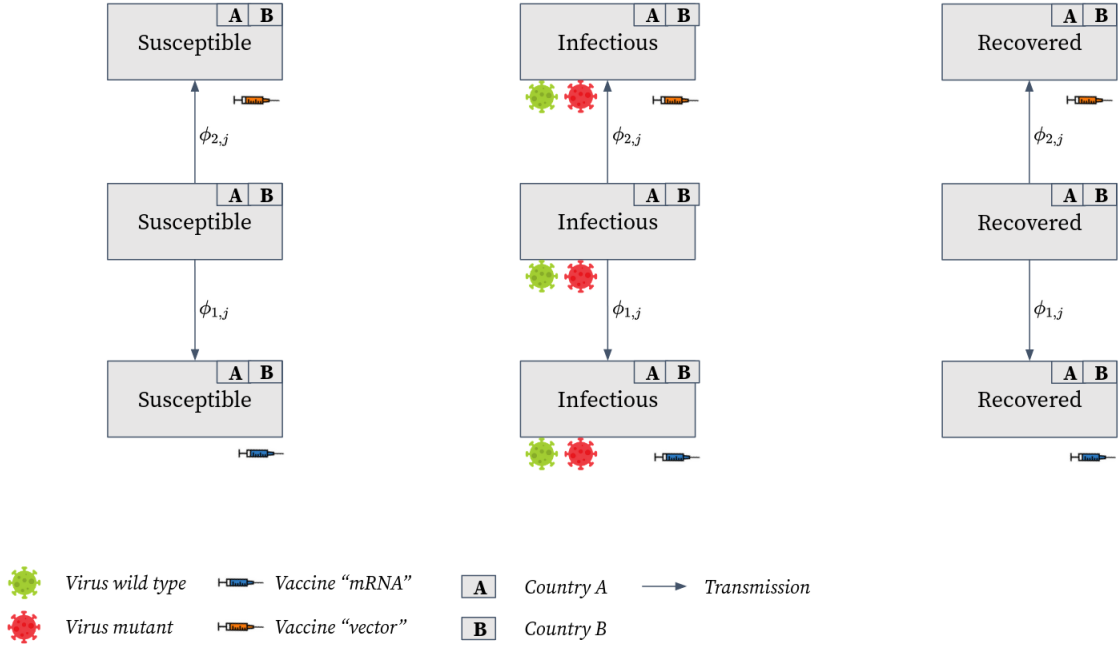 A B A B A B
Susceptible Infectious Recovered
ϕ2,j ϕ2,j ϕ2,j
A B A B A B
Susceptible Infectious Recovered
ϕ1,j ϕ1,j ϕ1,j
A B A B A B
Susceptible Infectious Recovered
Virus wild type Vaccine “mRNA” A Country A Transmission
Virus mutant Vaccine “vector” B Country B